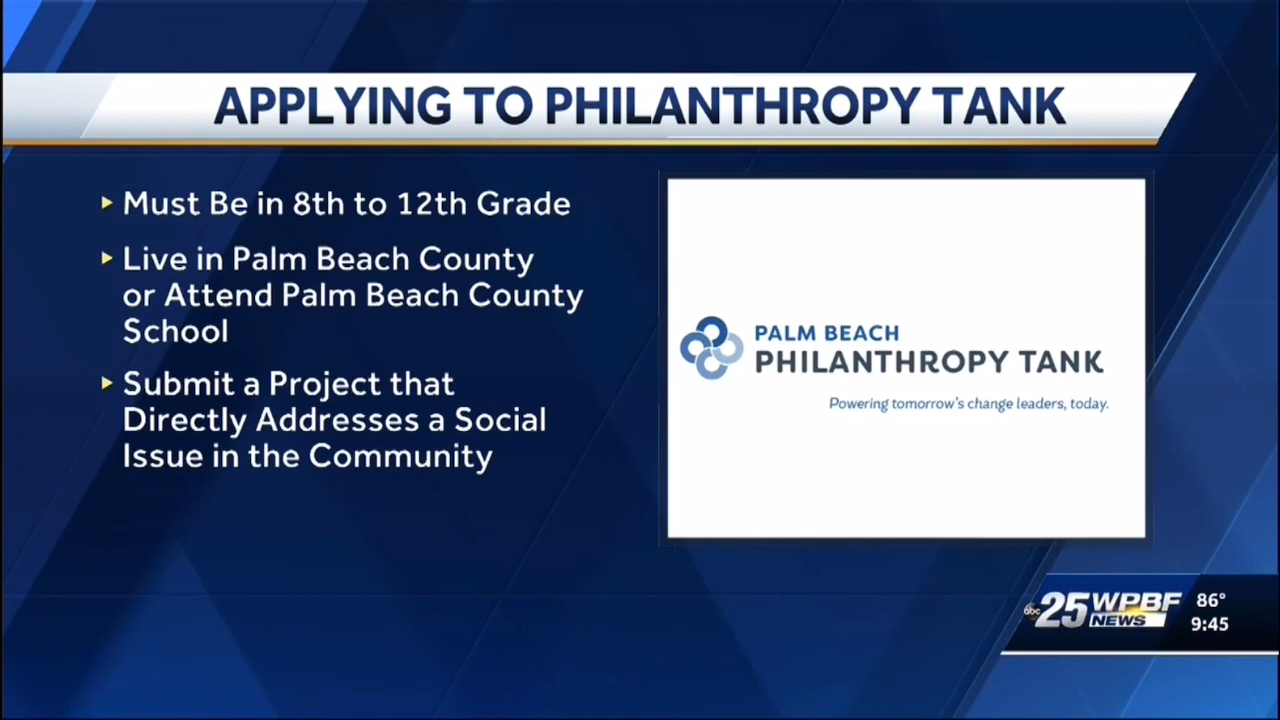 APPLYING TO PHILANTHROPY TANK
Must Be in 8th to 12th Grade
Live in Palm Beach County
or Attend Palm Beach County
School
Submit a Project that
Directly Addresses a Social
Issue in the Community
PALM BEACH
PHILANTHROPY TANK
Powering tomorrow's change leaders, today.
abc 25 WPBF
NEWS
86°
9:45